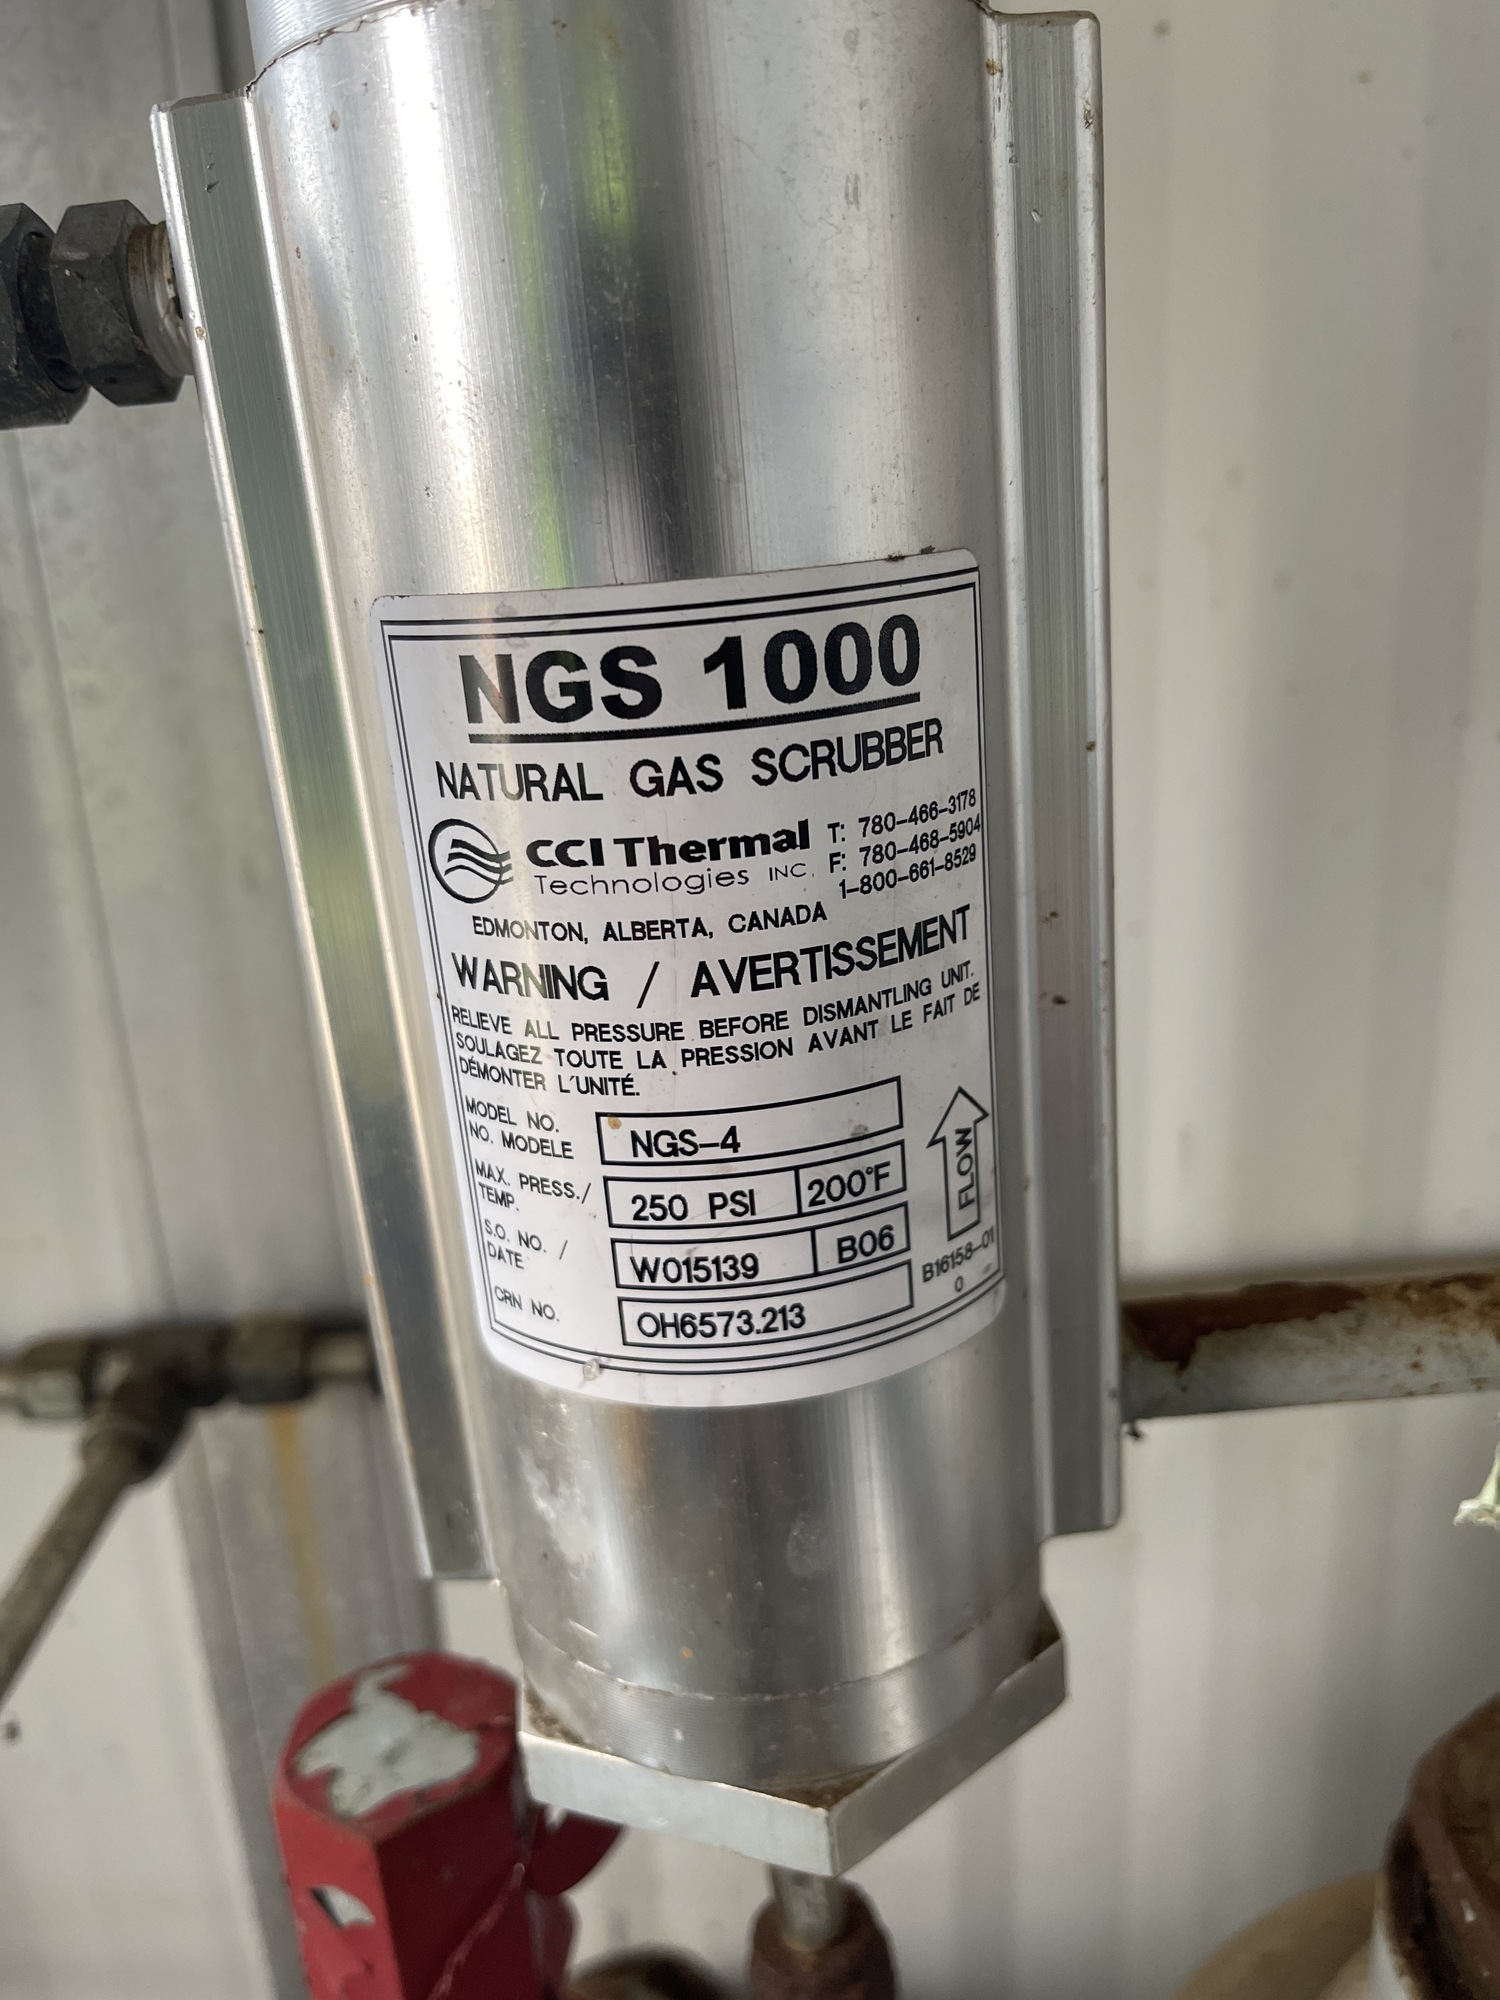 NGS 1000
NATURAL GAS SCRUBBER
CCI Thermal
Technologies INC.
T: 780-466-3178
F: 780-468-5904
1-800-661-8529
EDMONTON, ALBERTA, CANADA
WARNING / AVERTISSEMENT
RELIEVE ALL PRESSURE BEFORE DISMANTLING UNIT.
SOULAGEZ TOUTE LA PRESSION AVANT LE FAIT DE
DÉMONTER L'UNITÉ.
MODEL NO.
NO. MODELE
NGS-4
MAX. PRESS./
TEMP.
250 PSI 200°F
S.O. NO. /
DATE
W015139 B06
CRN NO.
OH6573.213
FLOW
B16158-01
0